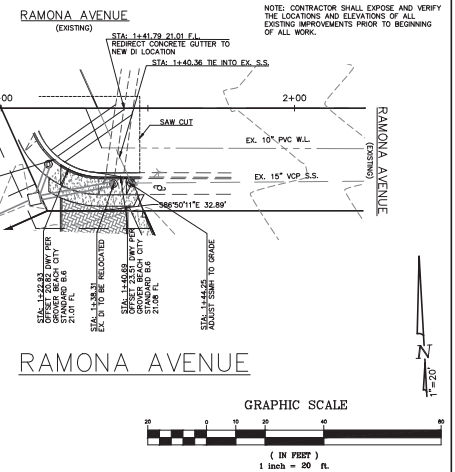 RAMONA AVENUE
(EXISTING)
NOTE: CONTRACTOR SHALL EXPOSE AND VERIFY
THE LOCATIONS AND ELEVATIONS OF ALL
EXISTING IMPROVEMENTS PRIOR TO BEGINNING
OF ALL WORK.
STA: 1+41.79 21.01 F.L.
REDIRECT CONCRETE GUTTER TO
NEW DI LOCATION
STA: 1+40.36 TIE INTO EX. S.S.
+00
2+00
SAW CUT
EX. 10" PVC W.L.
EX. 15" VCP S.S.
RAMONA AVENUE
(EXISTING)
S86°50'11"E 32.89'
STA: 1+22.93
OFFSET 20.82 DWY PER
GROVER BEACH CITY
STANDARD B.6
21.01 FL
STA: 1+38.31
EX. DI TO BE RELOCATED
STA: 1+40.69
OFFSET 23.51 DWY PER
GROVER BEACH CITY
STANDARD B.6
21.08 FL
STA: 1+44.25
ADJUST SSMH TO GRADE
RAMONA AVENUE
N
1"=20'
GRAPHIC SCALE
20 0 10 20 40 80
( IN FEET )
1 inch = 20 ft.